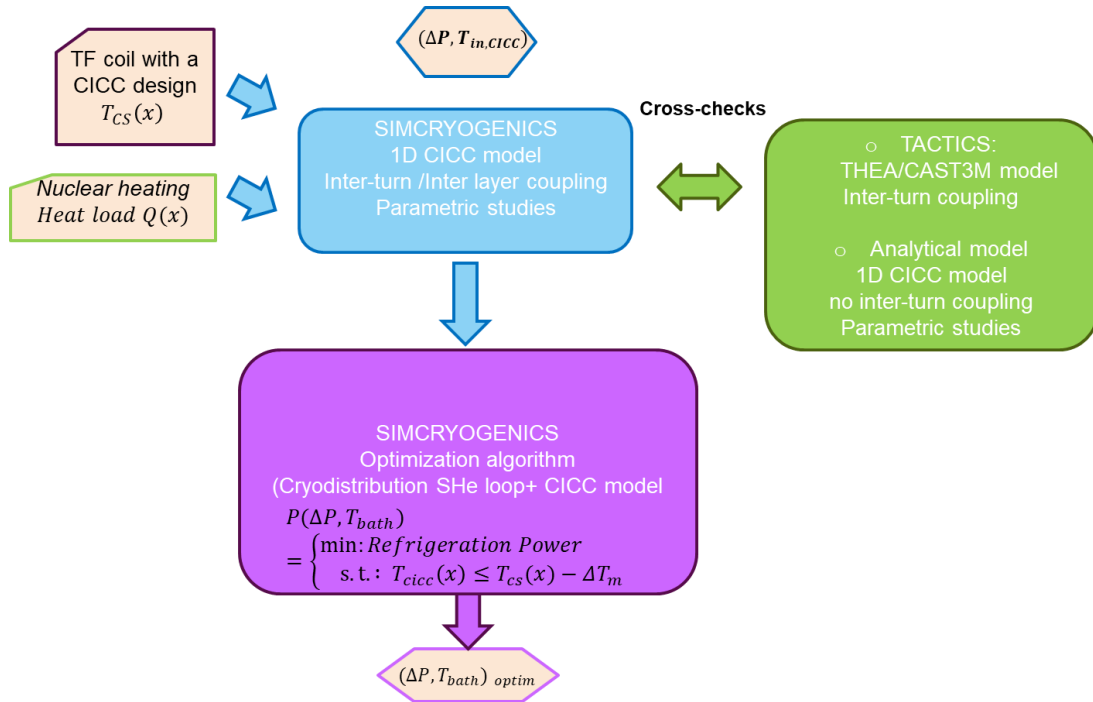 (ΔP, T_in,CICC)
TF coil with a
CICC design
T_CS(x)
Nuclear heating
Heat load Q(x)
SIMCRYOGENICS
1D CICC model
Inter-turn /Inter layer coupling
Parametric studies
Cross-checks
○ TACTICS:
THEA/CAST3M model
Inter-turn coupling
○ Analytical model
1D CICC model
no inter-turn coupling
Parametric studies
SIMCRYOGENICS
Optimization algorithm
(Cryodistribution SHe loop+ CICC model
P(ΔP, T_bath)
= { min: Refrigeration Power
s.t.: T_cicc(x) ≤ T_cs(x) − ΔT_m
(ΔP, T_bath) optim